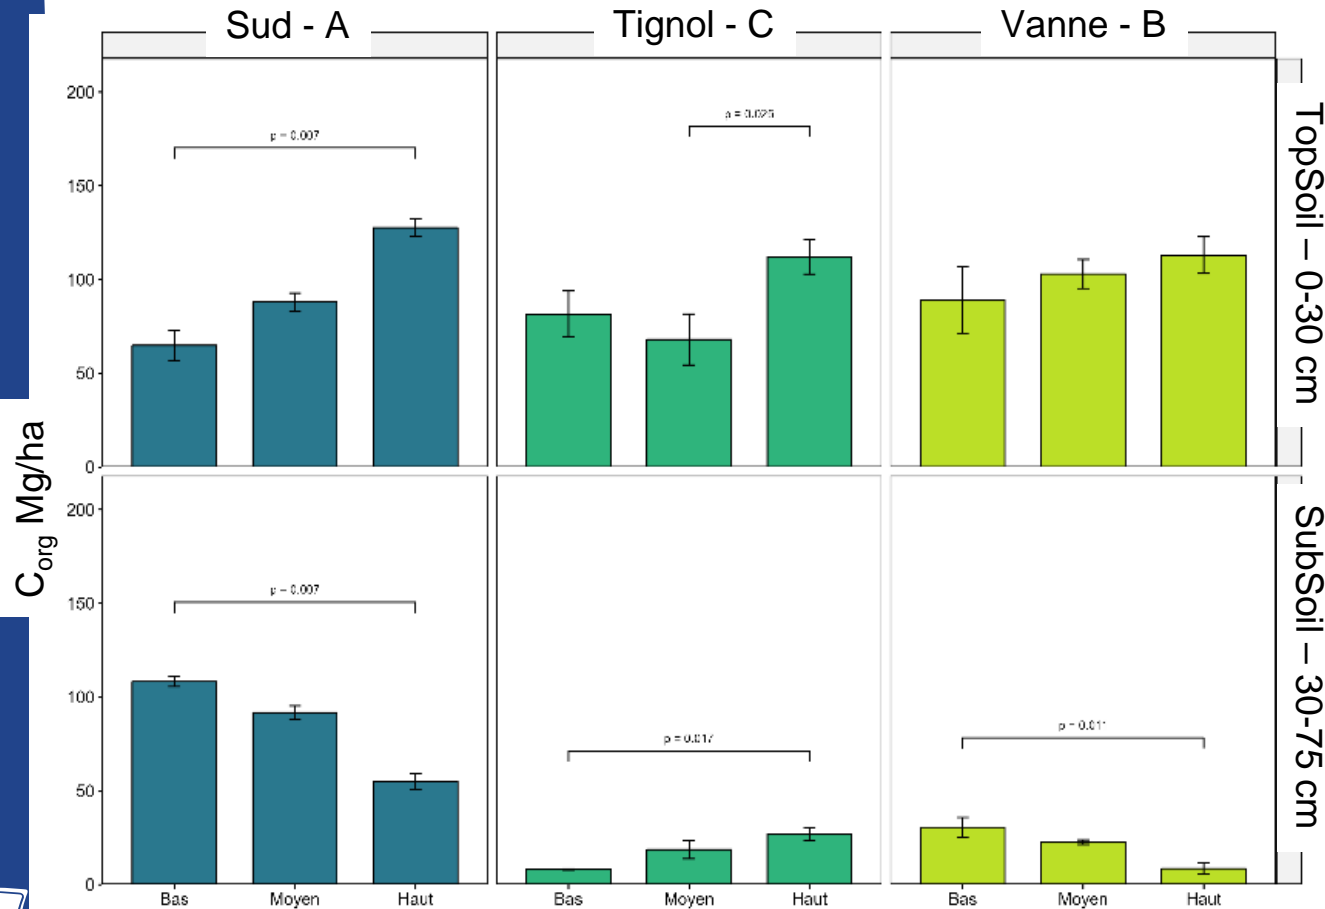 Sud - A
Tignol - C
Vanne - B
200
150
100
50
0
p = 0.007
p = 0.025
TopSoil – 0-30 cm
Corg Mg/ha
200
150
100
50
0
p = 0.007
p = 0.017
p = 0.011
SubSoil – 30-75 cm
Bas Moyen Haut
Bas Moyen Haut
Bas Moyen Haut